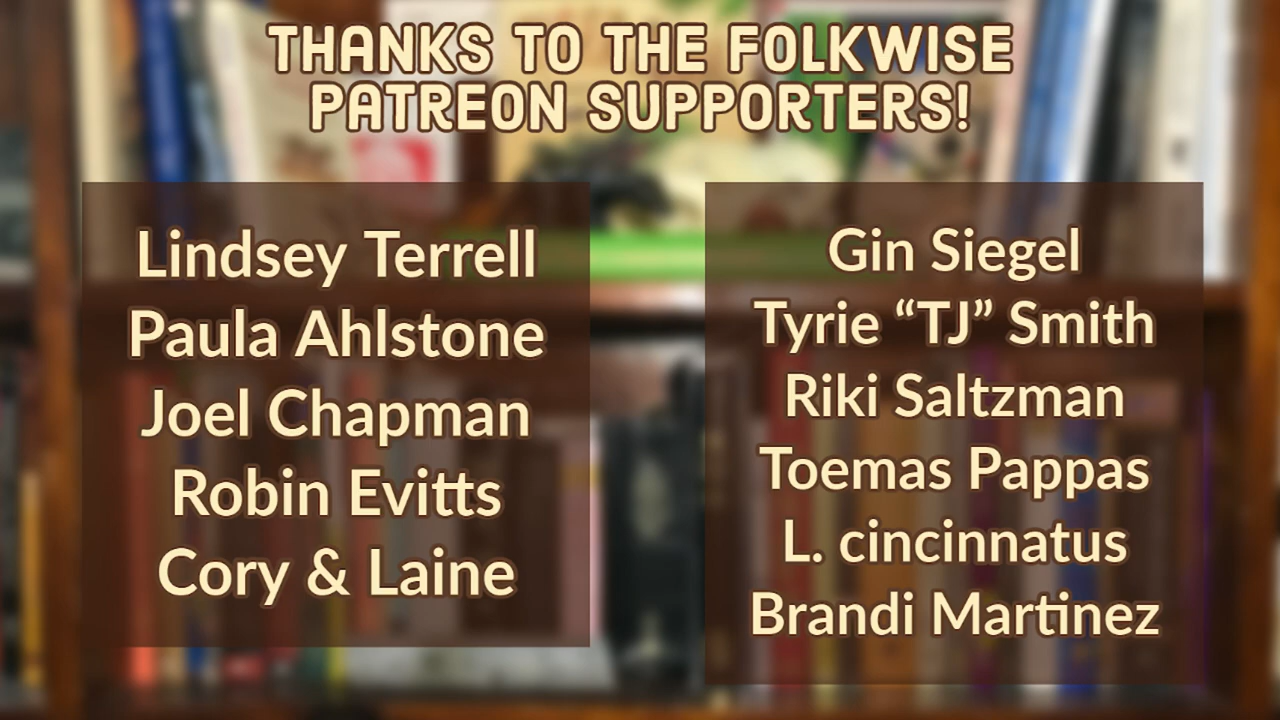 THANKS TO THE FOLKWISE
PATREON SUPPORTERS!
Lindsey Terrell
Paula Ahlstone
Joel Chapman
Robin Evitts
Cory & Laine
Gin Siegel
Tyrie “TJ” Smith
Riki Saltzman
Toemas Pappas
L. cincinnatus
Brandi Martinez